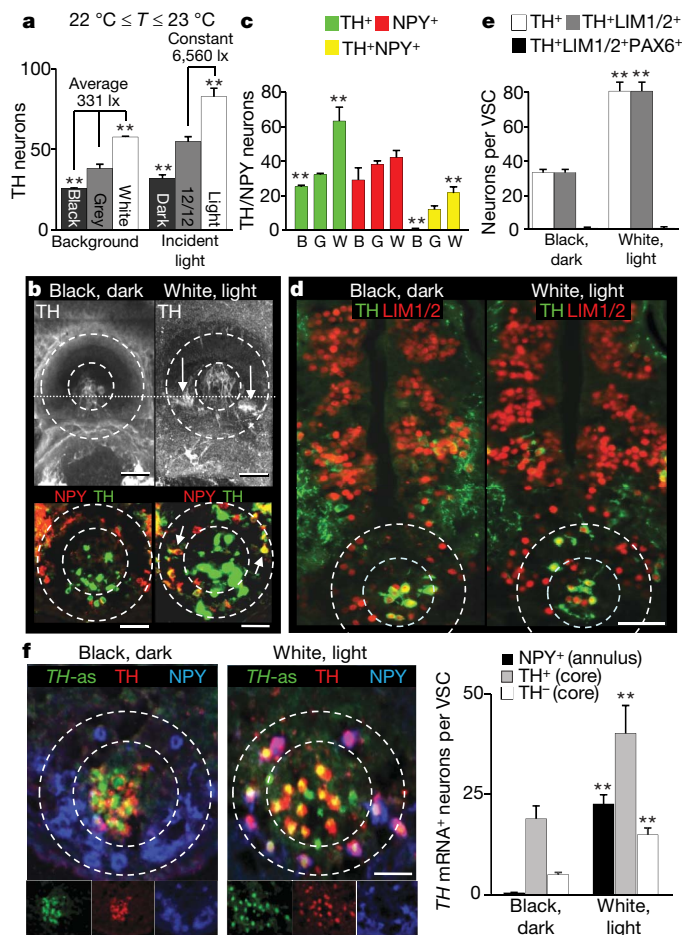 a
22 °C ≤ T ≤ 23 °C
Constant
6,560 lx
Average
331 lx
TH neurons
100
50
0
**
**
**
**
Black
Grey
White
Dark
12/12
Light
Background
Incident
light
c
TH⁺
NPY⁺
TH⁺NPY⁺
TH/NPY neurons
80
60
40
20
0
**
**
**
**
B G W B G W B G W
e
TH⁺
TH⁺LIM1/2⁺
TH⁺LIM1/2⁺PAX6⁺
Neurons per VSC
80
40
0
** **
Black,
dark
White,
light
b
Black, dark
White, light
TH
TH
NPY TH
NPY TH
d
Black, dark
White, light
TH LIM1/2
TH LIM1/2
f
Black, dark
White, light
TH-as TH NPY
TH-as TH NPY
NPY⁺ (annulus)
TH⁺ (core)
TH⁻ (core)
TH mRNA⁺ neurons per VSC
50
25
0
**
**
**
Black,
dark
White,
light